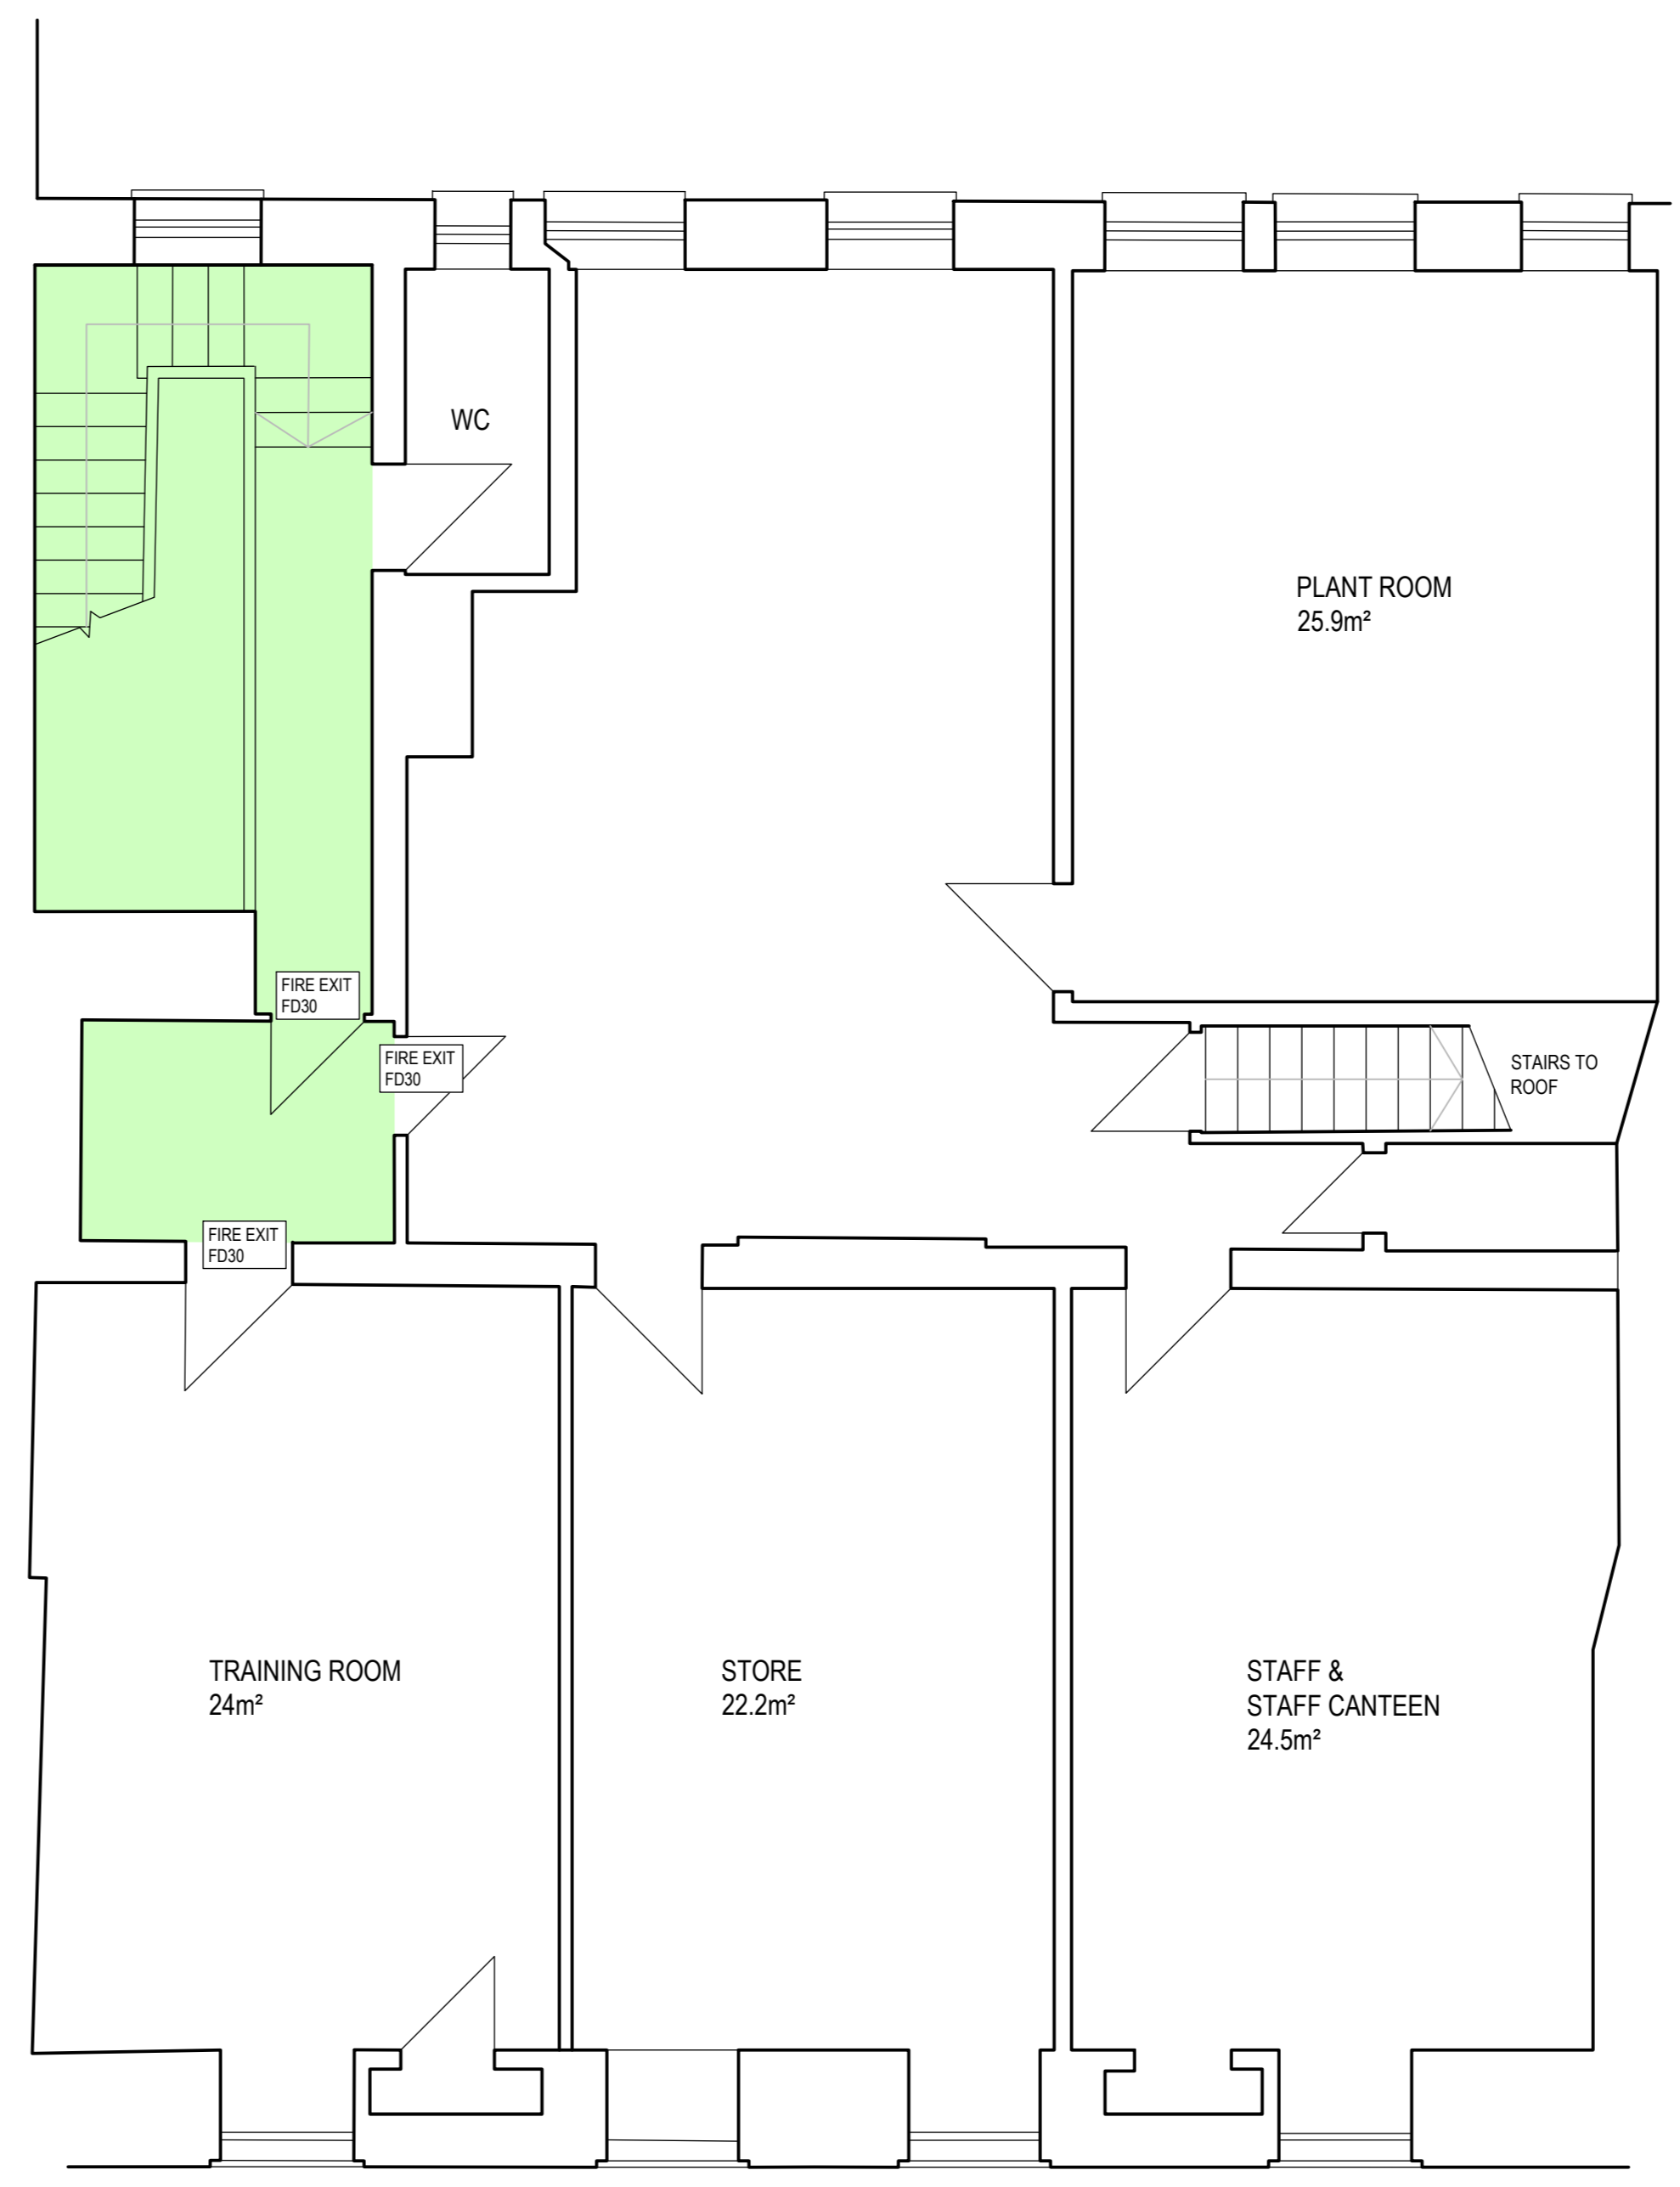 WC
PLANT ROOM
25.9m²
FIRE EXIT
FD30
FIRE EXIT
FD30
STAIRS TO
ROOF
FIRE EXIT
FD30
TRAINING ROOM
24m²
STORE
22.2m²
STAFF &
STAFF CANTEEN
24.5m²